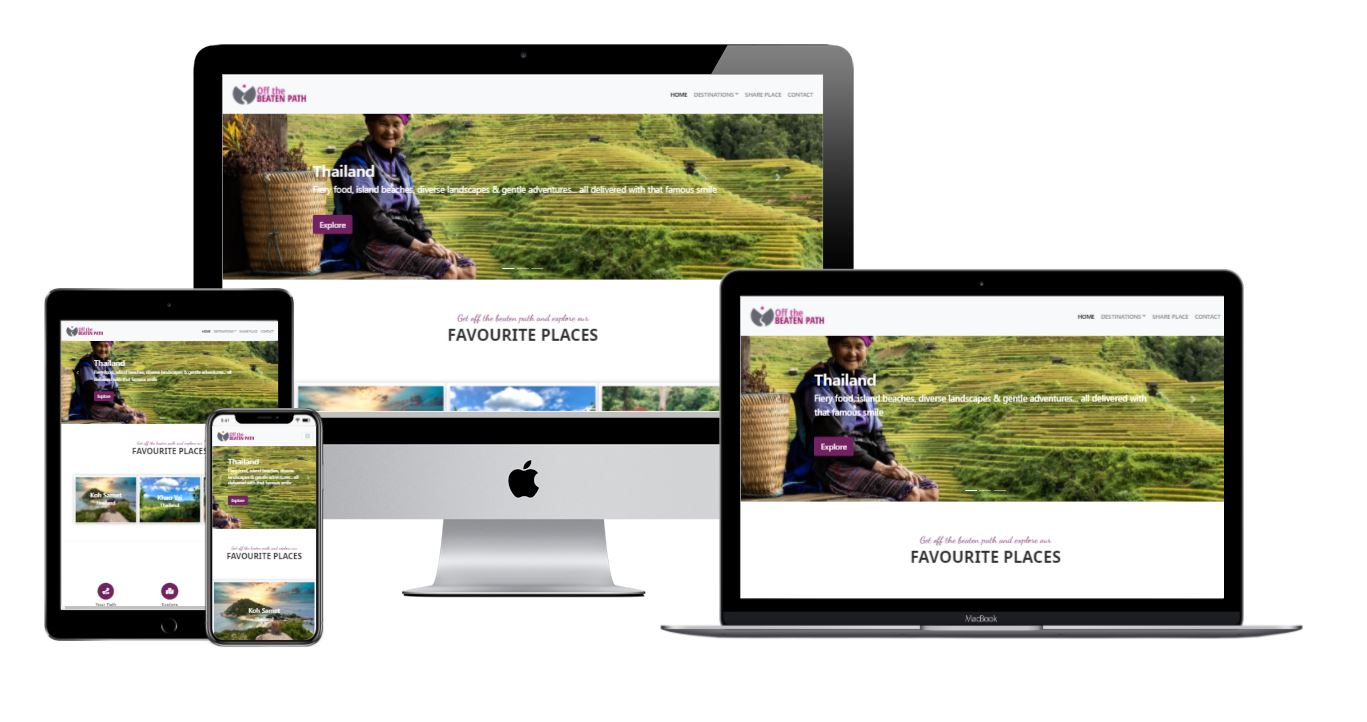 Off the
BEATEN PATH
HOME DESTINATIONS SHARE PLACE CONTACT
Thailand
Fiery food, island beaches, diverse landscapes & gentle adventures... all delivered with that famous smile
Explore
Get off the beaten path and explore our
FAVOURITE PLACES
Off the
BEATEN PATH
HOME DESTINATIONS SHARE PLACE CONTACT
Thailand
Fiery food, island beaches, diverse landscapes & gentle adventures... all
delivered with that famous smile
Explore
Get off the beaten path and explore our
FAVOURITE PLACES
Koh Samet
Thailand
Khao Yai
Thailand
Your Path
Explore
9:41
Off the
BEATEN PATH
Thailand
Fiery food, island beaches, diverse
landscapes & gentle adventures... all
delivered with that famous smile
Explore
Get off the beaten path and explore our
FAVOURITE PLACES
Koh Samet
Thailand
Off the
BEATEN PATH
HOME DESTINATIONS SHARE PLACE CONTACT
Thailand
Fiery food, island beaches, diverse landscapes & gentle adventures... all delivered with
that famous smile
Explore
Get off the beaten path and explore our
FAVOURITE PLACES
MacBook